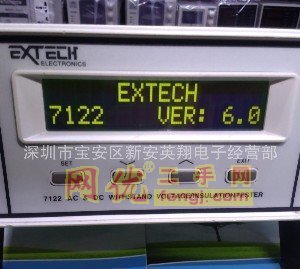 EXTECH
ELECTRONICS
EXTECH
7122 VER: 6.0
深圳市宝安区新安英翔电子经营部
SET
EXIT
网优二手网
7122 AC & DC WITHSTAND VOLTAGE/INSULATION TESTER